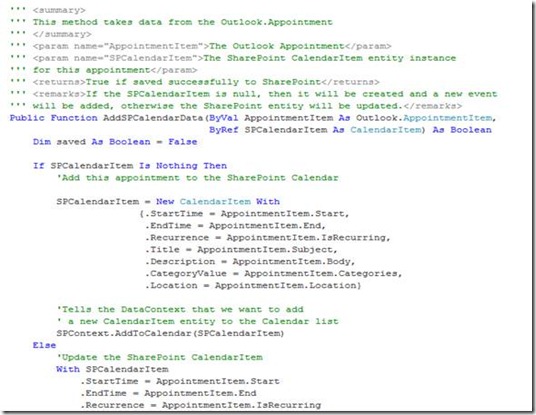 ''' <summary>
''' This method takes data from the Outlook.Appointment
''' </summary>
''' <param name="AppointmentItem">The Outlook Appointment</param>
''' <param name="SPCalendarItem">The SharePoint CalendarItem entity instance
''' for this appointment</param>
''' <returns>True if saved successfully to SharePoint</returns>
''' <remarks>If the SPCalendarItem is null, then it will be created and a new event
''' will be added, otherwise the SharePoint entity will be updated.</remarks>
Public Function AddSPCalendarData(ByVal AppointmentItem As Outlook.AppointmentItem,
ByRef SPCalendarItem As CalendarItem) As Boolean
Dim saved As Boolean = False
If SPCalendarItem Is Nothing Then
'Add this appointment to the SharePoint Calendar
SPCalendarItem = New CalendarItem With
{.StartTime = AppointmentItem.Start,
.EndTime = AppointmentItem.End,
.Recurrence = AppointmentItem.IsRecurring,
.Title = AppointmentItem.Subject,
.Description = AppointmentItem.Body,
.CategoryValue = AppointmentItem.Categories,
.Location = AppointmentItem.Location}
'Tells the DataContext that we want to add
' a new CalendarItem entity to the Calendar list
SPContext.AddToCalendar(SPCalendarItem)
Else
'Update the SharePoint CalendarItem
With SPCalendarItem
.StartTime = AppointmentItem.Start
.EndTime = AppointmentItem.End
.Recurrence = AppointmentItem.IsRecurring